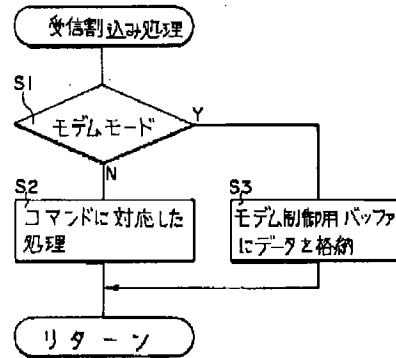 受信割込み処理
S1
モデムモード
Y
N
S2
コマンドに対応した
処理
S3
モデム制御用バッファ
にデータを格納
リターン